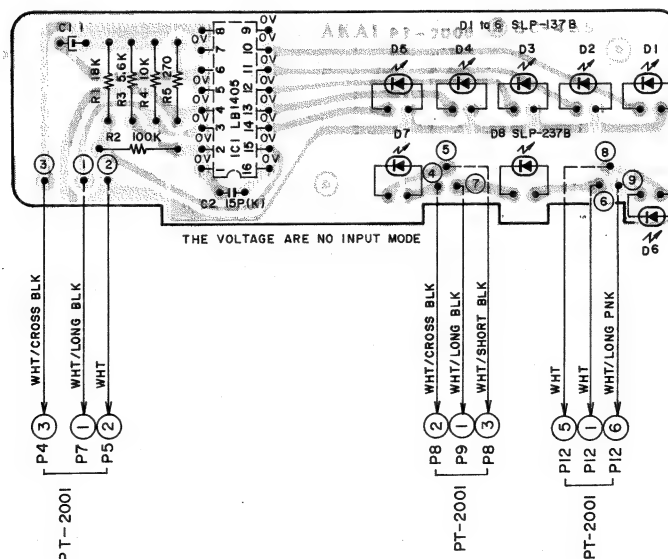 C1 1
R1 18K
R3 5.6K
R4 10K
R5 1270
R2 100K
0V 0V
8 9
0V
7 10
0V 0V
6 11
0V 0V
5 12
0V 0V
4 13
0V 0V
3 14
0V 0V
2 15
0V
16
IC1 LB1405
C2 15P(K)
AKAI PT-200
D1 to 6 SLP-137B
D5 D4 D3 D2 D1
D7
D8 SLP-237B
5 8
3 1 2
4 7 6 9
D6
THE VOLTAGE ARE NO INPUT MODE
WHT/CROSS BLK
WHT/LONG BLK
WHT
WHT/CROSS BLK
WHT/LONG BLK
WHT/SHORT BLK
WHT
WHT
WHT/LONG PNK
3 1 2
P4 P7 P5
PT-2001
2 1 3
P8 P9 P8
PT-2001
5 1 6
P12 P12 P12
PT-2001